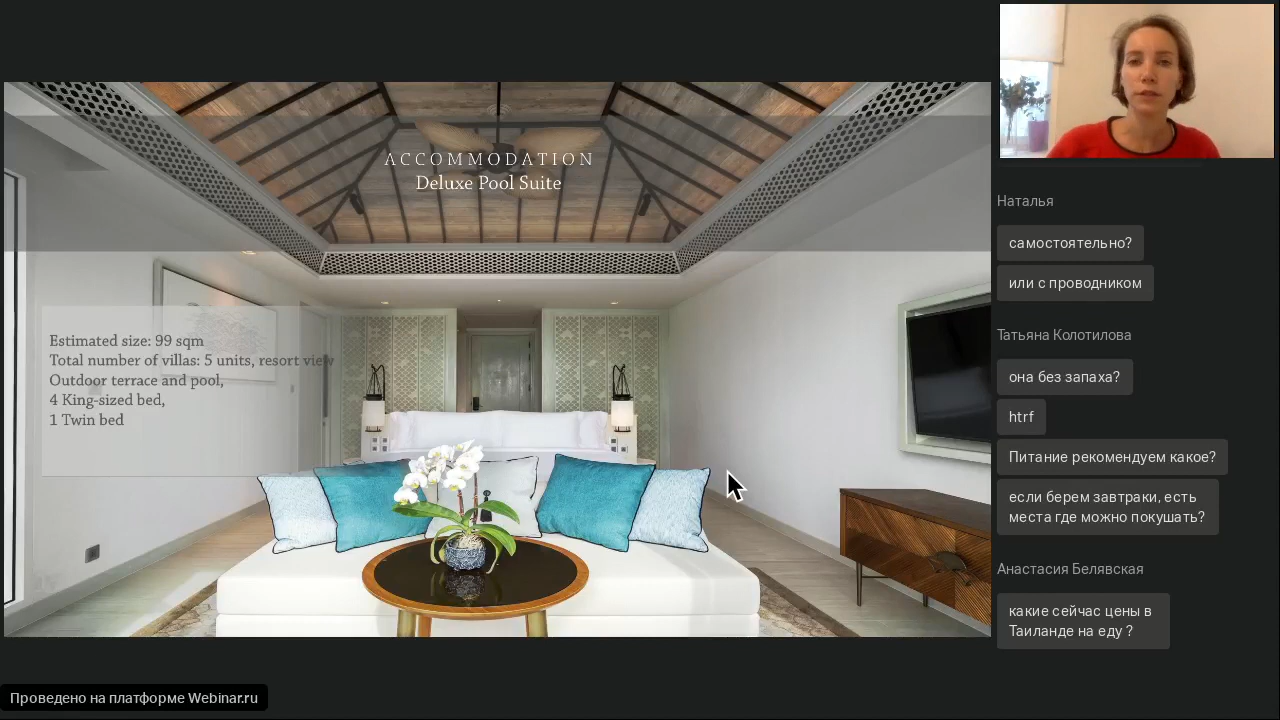 ACCOMMODATION
Deluxe Pool Suite
Estimated size: 99 sqm
Total number of villas: 5 units, resort view
Outdoor terrace and pool,
4 King-sized bed,
1 Twin bed
Наталья
самостоятельно?
или с проводником
Татьяна Колотилова
она без запаха?
htrf
Питание рекомендуем какое?
если берем завтраки, есть
места где можно покушать?
Анастасия Белявская
какие сейчас цены в
Таиланде на еду ?
Проведено на платформе Webinar.ru